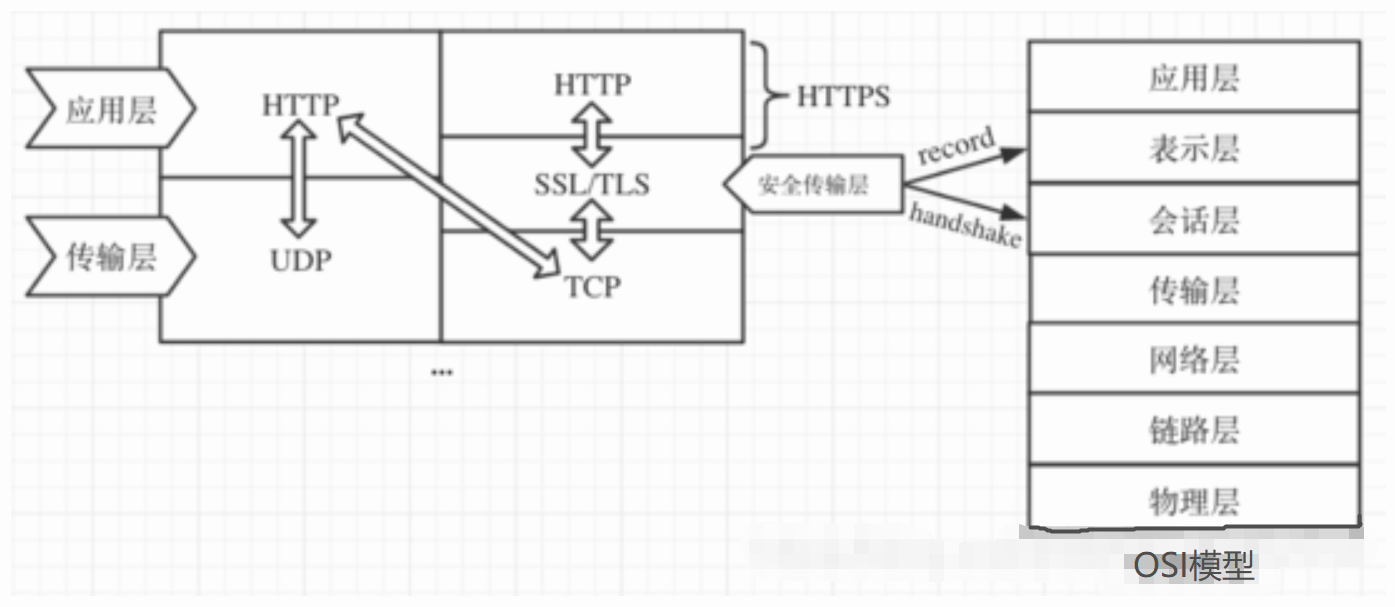 应用层
传输层
HTTP
UDP
HTTP
SSL/TLS
TCP
...
HTTPS
安全传输层
record
handshake
应用层
表示层
会话层
传输层
网络层
链路层
物理层
OSI模型